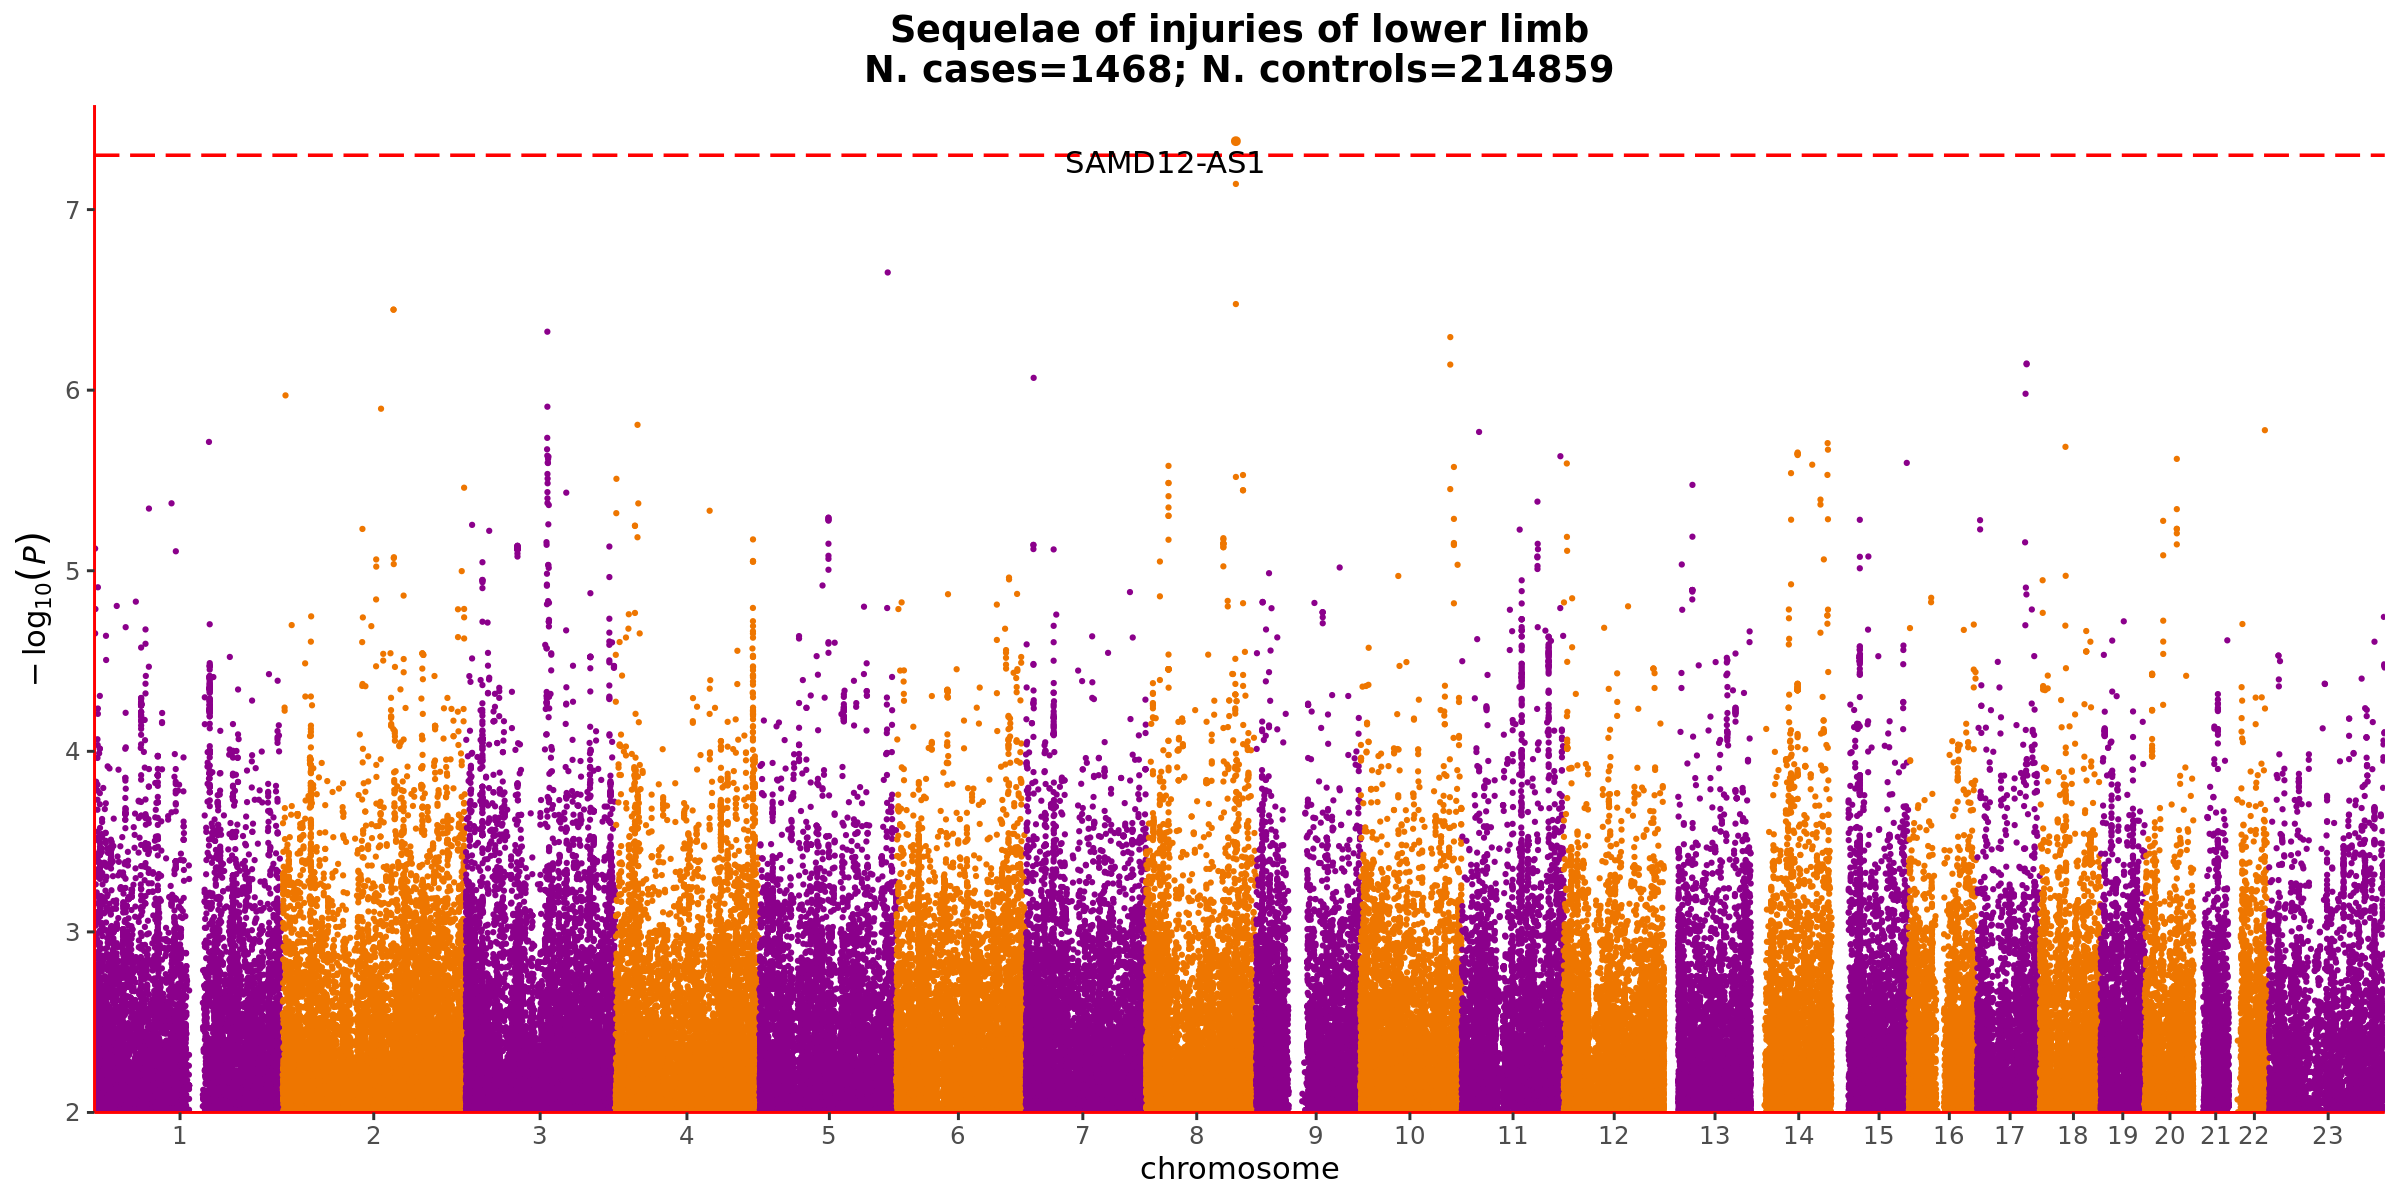 Sequelae of injuries of lower limb
N. cases=1468; N. controls=214859
SAMD12-AS1
7
6
5
4
3
2
−log10(P)
1 2 3 4 5 6 7 8 9 10 11 12 13 14 15 16 17 18 19 20 21 22 23
chromosome